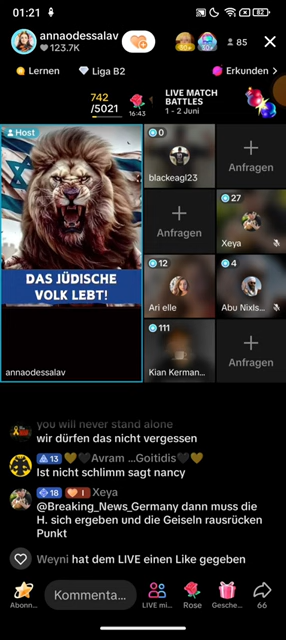 01:21
82
annaodessalav
123.7K
50+
50+
85
Lernen
Liga B2
Erkunden >
742
/5021
16:43
LIVE MATCH
BATTLES
1 - 2 Juni
Host
0
blackeagl23
Anfragen
Anfragen
27
Xeya
DAS JÜDISCHE
VOLK LEBT!
12
Ari elle
4
Abu Nixls...
annaodessalav
111
Kian Kerman...
Anfragen
you will never stand alone
wir dürfen das nicht vergessen
13 Avram ...Goitidis
Ist nicht schlimm sagt nancy
18 I Xeya
@Breaking_News_Germany dann muss die
H. sich ergeben und die Geiseln rausrücken
Punkt
Weyni hat dem LIVE einen Like gegeben
Kommenta...
Abonn...
LIVE mi...
Rose
Gesche...
66